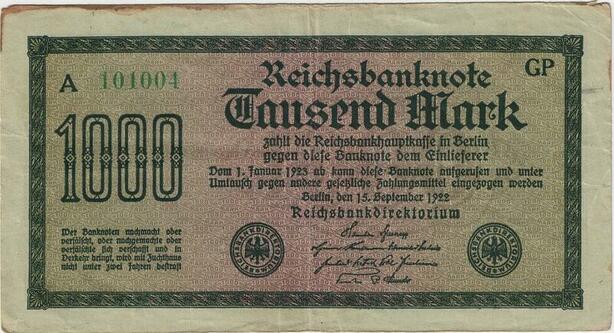 Reichsbanknote
GP
A 101004
Tausend Mark
1000
zahlt die Reichsbankhauptkasse in Berlin
gegen diese Banknote dem Einlieferer
Vom 1. Januar 1923 ab kann diese Banknote aufgerufen und unter
Umtausch gegen andere gesetzliche Zahlungsmittel eingezogen werden
Berlin, den 15. September 1922
Reichsbankdirektorium
Wer Banknoten nachmacht oder
verfälscht, oder nachgemachte oder
verfälschte sich verschafft und in
Verkehr bringt, wird mit Zuchthaus
nicht unter zwei Jahren bestraft
REICHSBANKDIREKTORIUM
REICHSBANKDIREKTORIUM